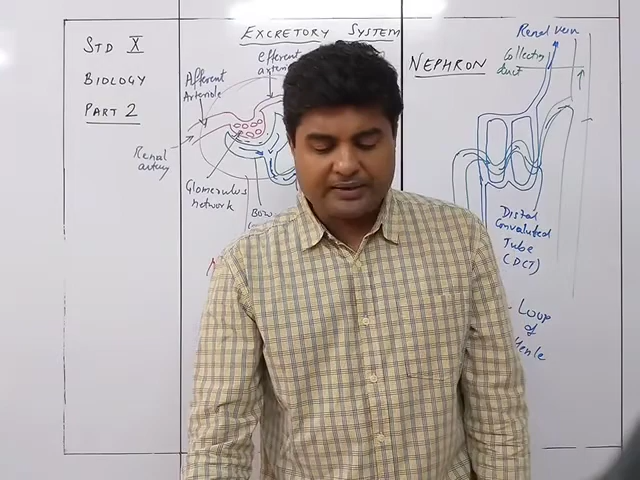 STD X
BIOLOGY
PART 2
EXCRETORY SYSTEM
NEPHRON
Afferent
Arteriole
efferent
Renal
artery
Glomerulus
network
Renal vein
Collecting
duct
Distal
Convoluted
Tube
(DCT)
Loop
of
Henle